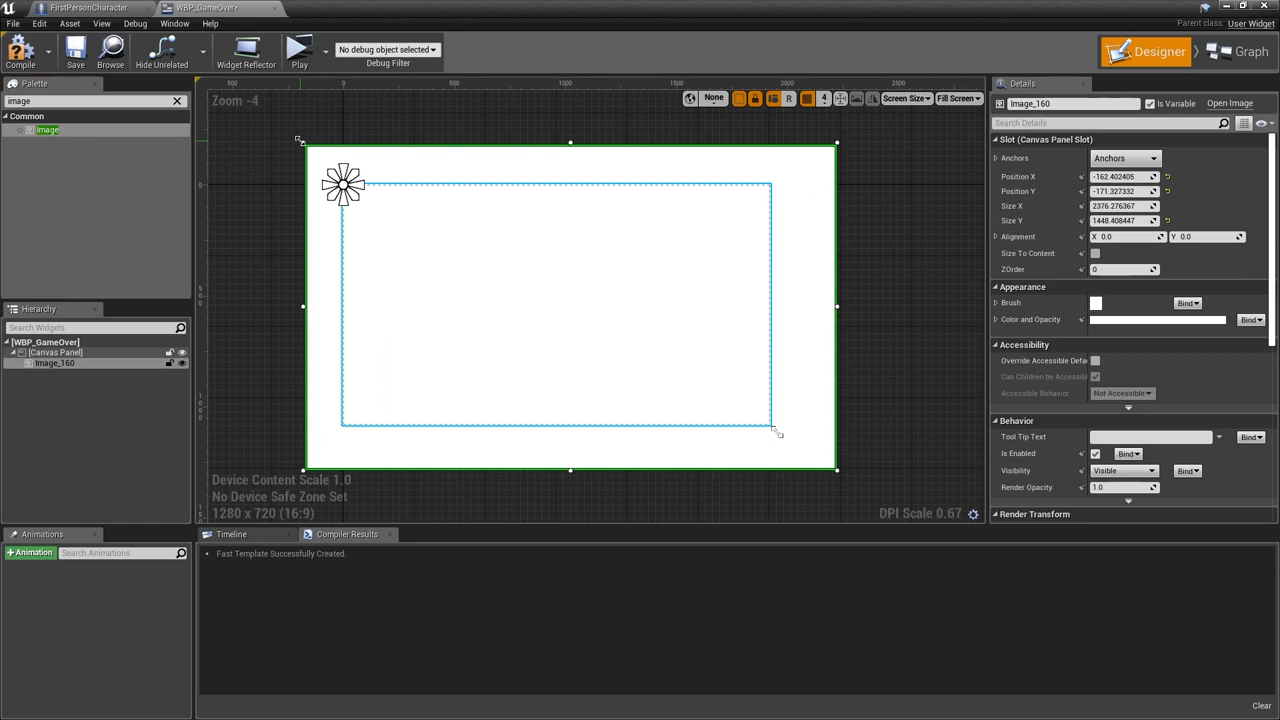 FirstPersonCharacter
WBP_GameOver*
File Edit Asset View Debug Window Help
Parent class: User Widget
Compile Save Browse Hide Unrelated Widget Reflector Play
No debug object selected
Debug Filter
Designer Graph
Palette
image
Common
Image
Hierarchy
Search Widgets
[WBP_GameOver]
[Canvas Panel]
Image_160
Zoom -4
500 0 500 1000 1500 2000 2500
None R 4 Screen Size Fill Screen
0
500
1000
Device Content Scale 1.0
No Device Safe Zone Set
1280 x 720 (16:9)
DPI Scale 0.67
Details
Image_160 Is Variable Open Image
Search Details
Slot (Canvas Panel Slot)
Anchors Anchors
Position X -162.402405
Position Y -171.327332
Size X 2376.276367
Size Y 1448.408447
Alignment X 0.0 Y 0.0
Size To Content
ZOrder 0
Appearance
Brush Bind
Color and Opacity Bind
Accessibility
Override Accessible Defa
Can Children be Accessib
Accessible Behavior Not Accessible
Behavior
Tool Tip Text Bind
Is Enabled Bind
Visibility Visible Bind
Render Opacity 1.0
Render Transform
Animations
+Animation Search Animations
Timeline Compiler Results
Fast Template Successfully Created.
Clear